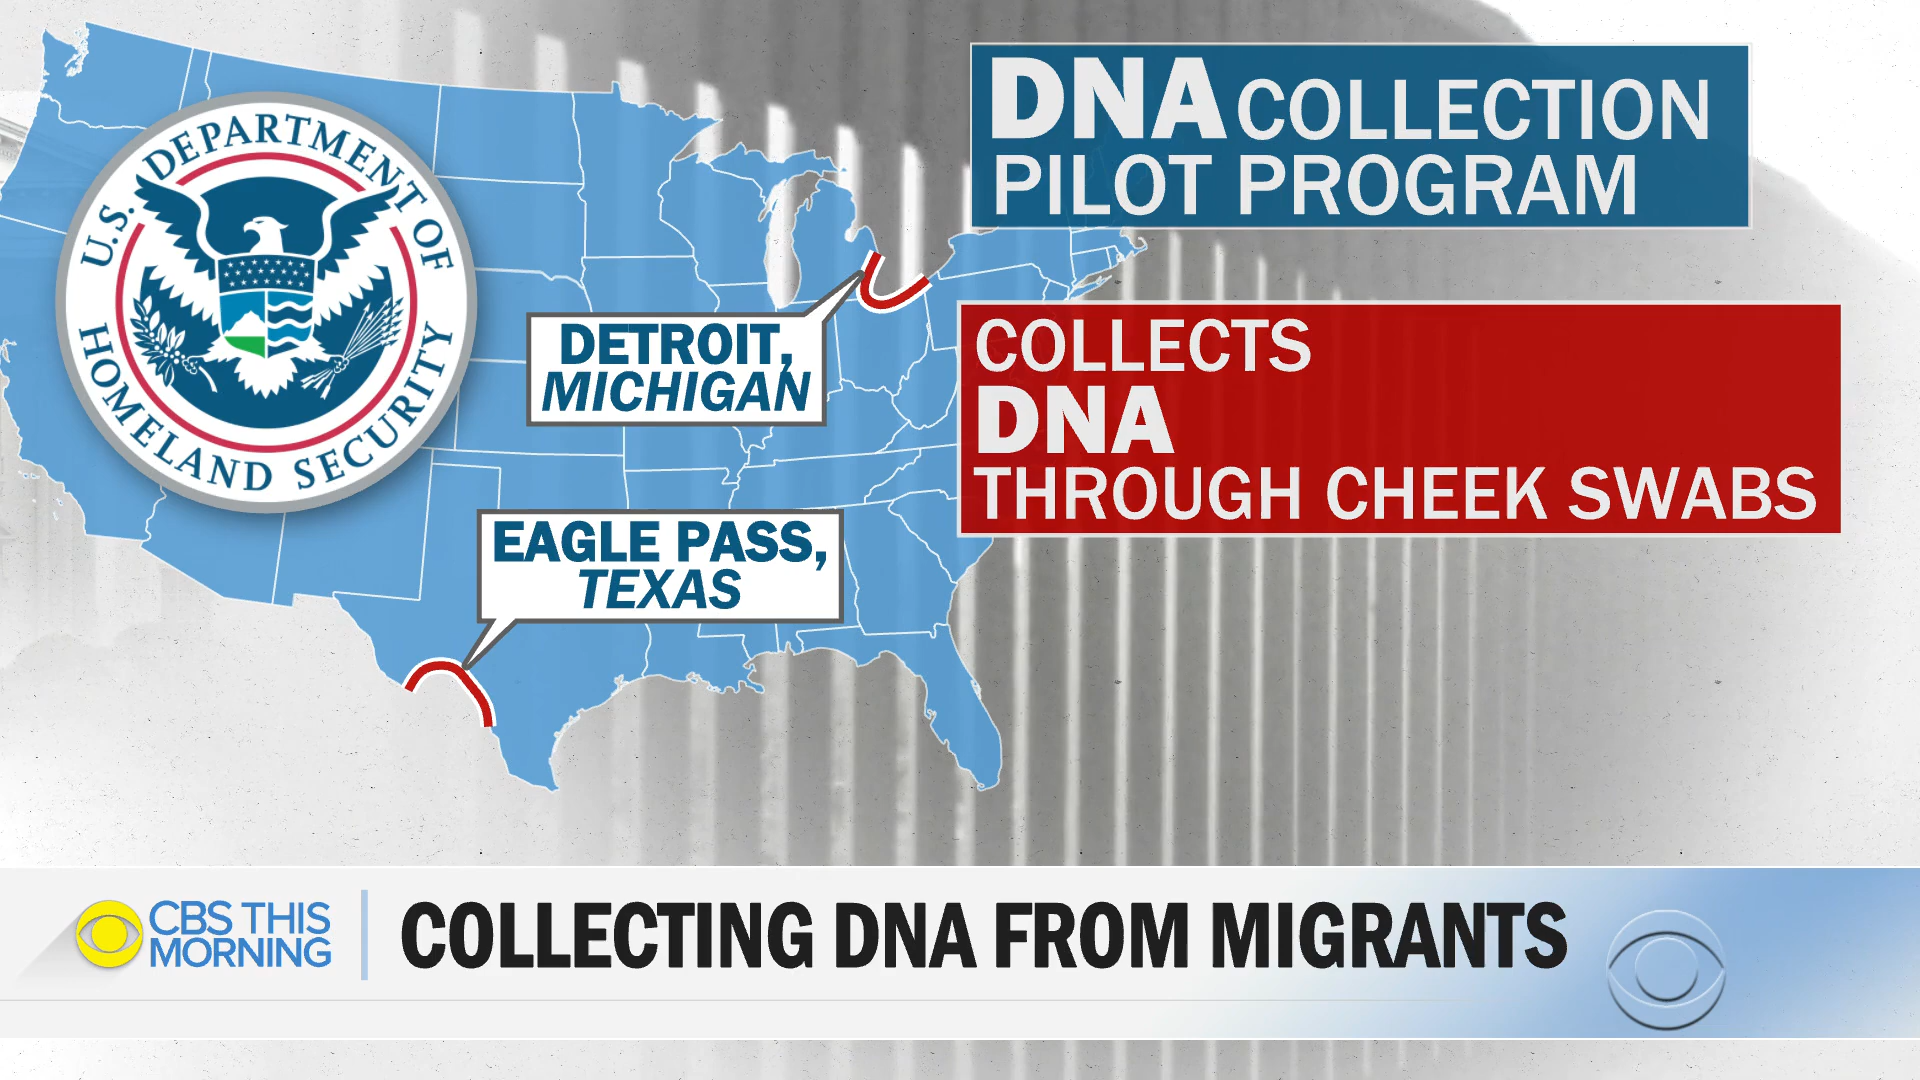 U.S. DEPARTMENT OF
HOMELAND SECURITY
DNA COLLECTION
PILOT PROGRAM
DETROIT,
MICHIGAN
COLLECTS
DNA
THROUGH CHEEK SWABS
EAGLE PASS,
TEXAS
CBS THIS
MORNING
COLLECTING DNA FROM MIGRANTS